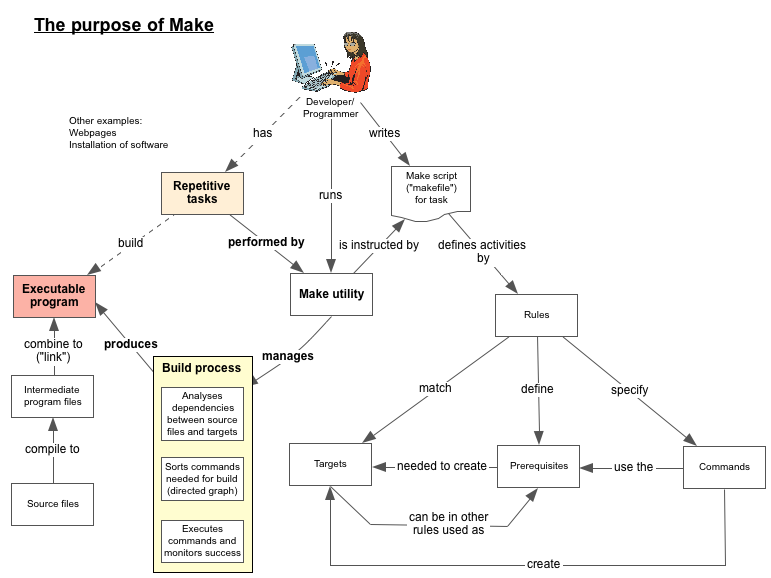 The purpose of Make
Developer/
Programmer
Other examples:
Webpages
Installation of software
has
writes
Repetitive
tasks
runs
Make script
("makefile")
for task
build
performed by
is instructed by
defines activities
by
Executable
program
Make utility
Rules
combine to
("link")
produces
manages
Build process
Intermediate
program files
Analyses
dependencies
between source
files and targets
match
define
specify
compile to
Sorts commands
needed for build
(directed graph)
Targets
needed to create
Prerequisites
use the
Commands
Source files
Executes
commands and
monitors success
can be in other
rules used as
create